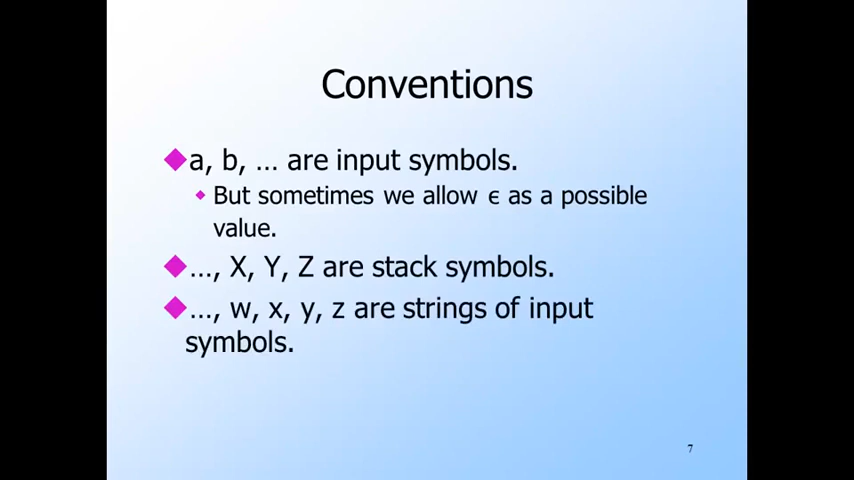 Conventions
a, b, … are input symbols.
But sometimes we allow ϵ as a possible
value.
…, X, Y, Z are stack symbols.
…, w, x, y, z are strings of input
symbols.
7